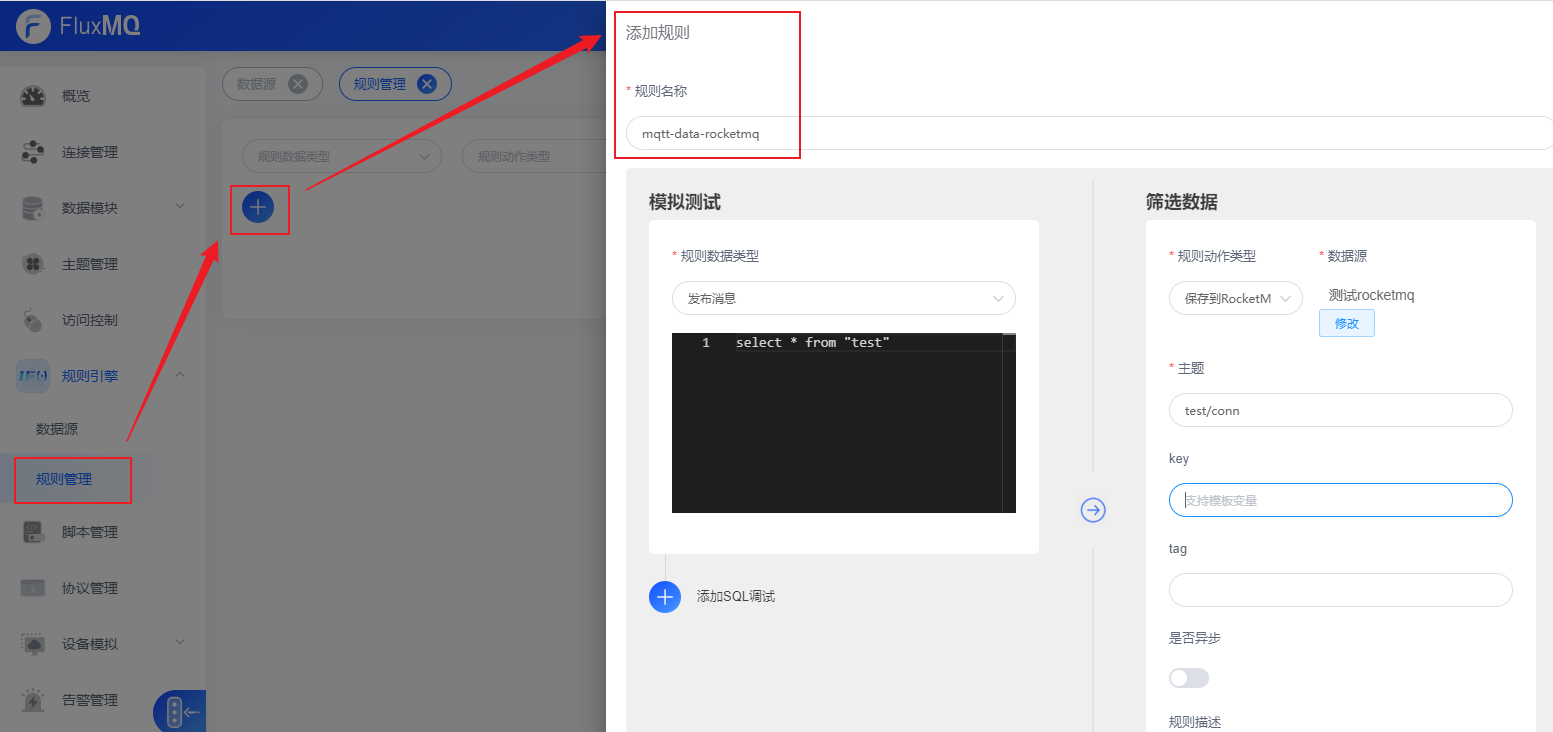 FluxMQ
概览
连接管理
数据模块
主题管理
访问控制
规则引擎
数据源
规则管理
脚本管理
协议管理
设备模拟
告警管理
数据源
规则管理
规则数据类型
规则动作类型
添加规则
* 规则名称
mqtt-data-rocketmq
模拟测试
* 规则数据类型
发布消息
1 select * from "test"
添加SQL调试
筛选数据
* 规则动作类型
* 数据源
保存到RocketM
测试rocketmq
修改
* 主题
test/conn
key
支持模板变量
tag
是否异步
规则描述